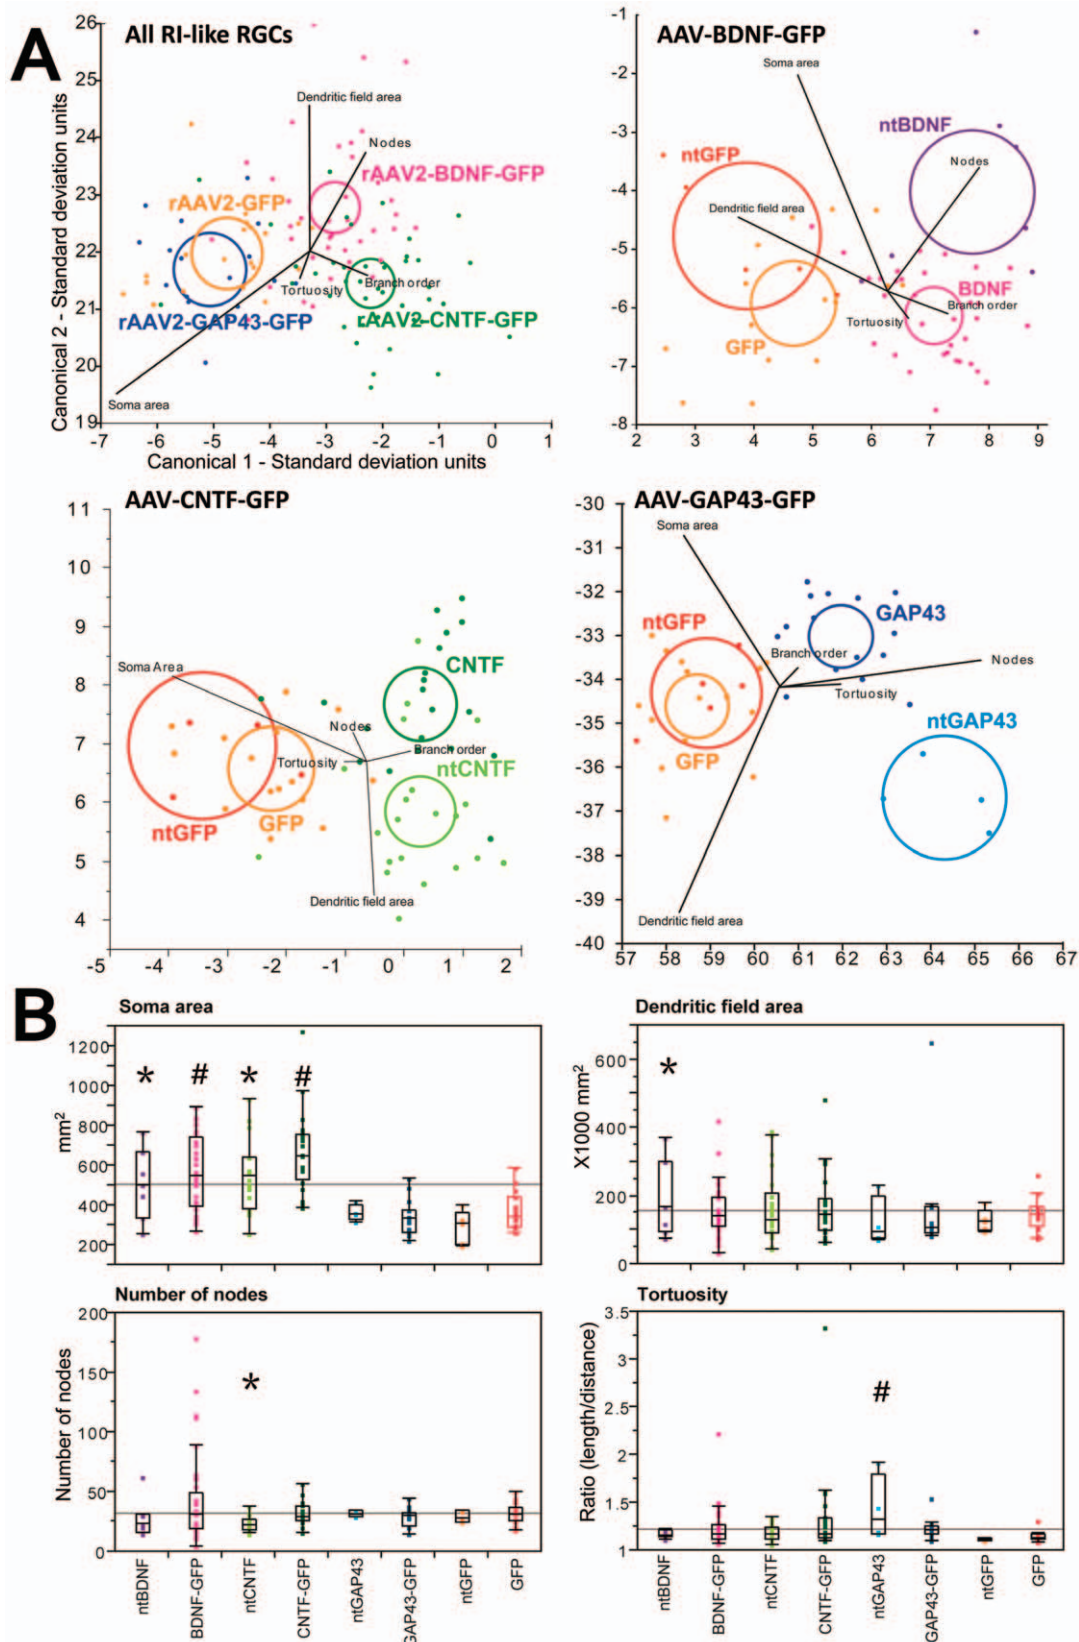 A
All RI-like RGCs
Canonical 2 - Standard deviation units
26
25
24
23
22
21
20
19
Dendritic field area
Nodes
rAAV2-BDNF-GFP
rAAV2-GFP
Tortuosity
Branch order
rAAV2-GAP43-GFP
rAAV2-CNTF-GFP
Soma area
-7 -6 -5 -4 -3 -2 -1 0 1
Canonical 1 - Standard deviation units
AAV-BDNF-GFP
-1
-2
-3
-4
-5
-6
-7
-8
Soma area
ntBDNF
ntGFP
Nodes
Dendritic field area
BDNF
Branch order
Tortuosity
GFP
2 3 4 5 6 7 8 9
AAV-CNTF-GFP
11
10
9
8
7
6
5
4
CNTF
Soma Area
Nodes
Branch order
Tortuosity
ntCNTF
ntGFP
GFP
Dendritic field area
-5 -4 -3 -2 -1 0 1 2
AAV-GAP43-GFP
-30
-31
-32
-33
-34
-35
-36
-37
-38
-39
-40
Soma area
ntGFP
GAP43
Branch order
Nodes
Tortuosity
ntGAP43
GFP
Dendritic field area
57 58 59 60 61 62 63 64 65 66 67
B
Soma area
mm2
1200
1000
800
600
400
200
* # * #
Dendritic field area
X1000 mm2
600
400
200
0
*
Number of nodes
Number of nodes
200
150
100
50
0
*
ntBDNF
BDNF-GFP
ntCNTF
CNTF-GFP
ntGAP43
GAP43-GFP
ntGFP
GFP
Tortuosity
Ratio (length/distance)
3.5
3
2.5
2
1.5
1
#
ntBDNF
BDNF-GFP
ntCNTF
CNTF-GFP
ntGAP43
GAP43-GFP
ntGFP
GFP